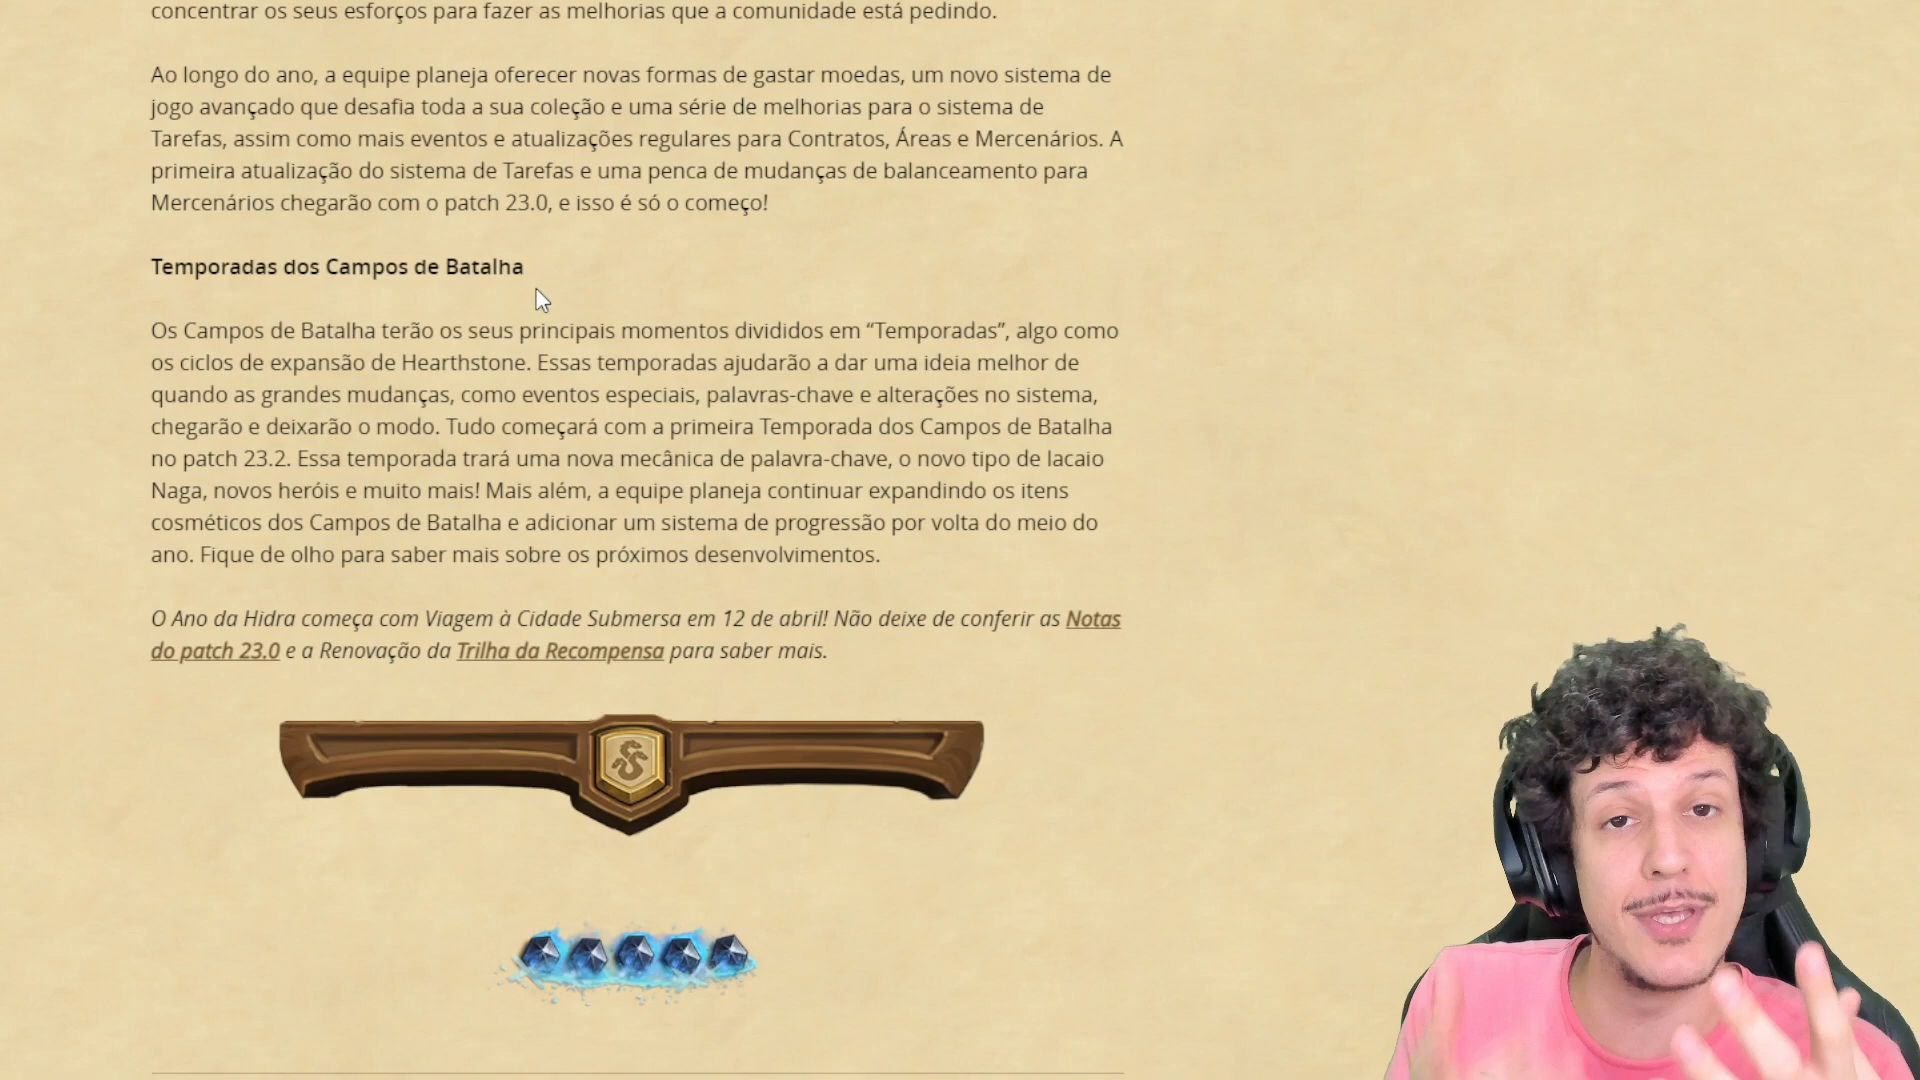 concentrar os seus esforços para fazer as melhorias que a comunidade está pedindo.
Ao longo do ano, a equipe planeja oferecer novas formas de gastar moedas, um novo sistema de
jogo avançado que desafia toda a sua coleção e uma série de melhorias para o sistema de
Tarefas, assim como mais eventos e atualizações regulares para Contratos, Áreas e Mercenários. A
primeira atualização do sistema de Tarefas e uma penca de mudanças de balanceamento para
Mercenários chegarão com o patch 23.0, e isso é só o começo!
Temporadas dos Campos de Batalha
Os Campos de Batalha terão os seus principais momentos divididos em “Temporadas”, algo como
os ciclos de expansão de Hearthstone. Essas temporadas ajudarão a dar uma ideia melhor de
quando as grandes mudanças, como eventos especiais, palavras-chave e alterações no sistema,
chegarão e deixarão o modo. Tudo começará com a primeira Temporada dos Campos de Batalha
no patch 23.2. Essa temporada trará uma nova mecânica de palavra-chave, o novo tipo de lacaio
Naga, novos heróis e muito mais! Mais além, a equipe planeja continuar expandindo os itens
cosméticos dos Campos de Batalha e adicionar um sistema de progressão por volta do meio do
ano. Fique de olho para saber mais sobre os próximos desenvolvimentos.
O Ano da Hidra começa com Viagem à Cidade Submersa em 12 de abril! Não deixe de conferir as Notas
do patch 23.0 e a Renovação da Trilha da Recompensa para saber mais.